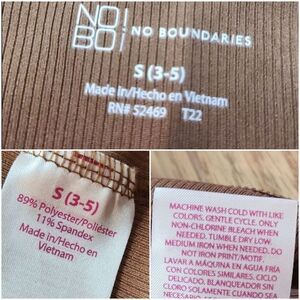 NO
BO
NO BOUNDARIES
S (3-5)
Made In/Hecho en Vietnam
RN# 52469 T22
S (3-5)
89% Polyester/Poliéster
11% Spandex
Made in/Hecho en
Vietnam
MACHINE WASH COLD WITH LIKE
COLORS. GENTLE CYCLE. ONLY
NON-CHLORINE BLEACH WHEN
NEEDED. TUMBLE DRY LOW.
MEDIUM IRON WHEN NEEDED. DO
NOT IRON PRINT/MOTIF.
LAVAR A MÁQUINA EN AGUA FRÍA
CON COLORES SIMILARES. CICLO
DELICADO. BLANQUEADOR SIN
CLORO SOLAMENTE CUANDO SEA